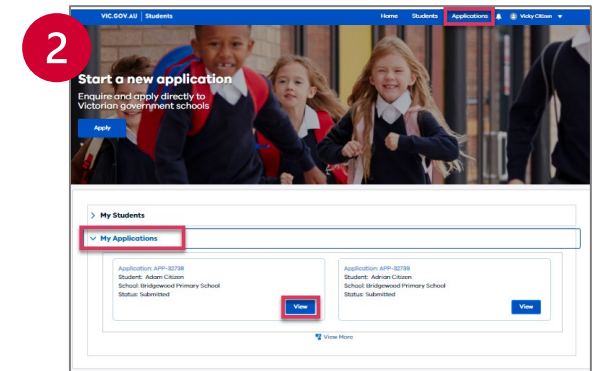 2
VIC.GOV.AU | Students
Home Students Applications Vicky Citizen
Start a new application
Enquire and apply directly to
Victorian government schools
Apply
My Students
My Applications
Application: APP-32738
Student: Adam Citizen
School: Bridgewood Primary School
Status: Submitted
View
Application: APP-32739
Student: Adrian Citizen
School: Bridgewood Primary School
Status: Submitted
View
View More